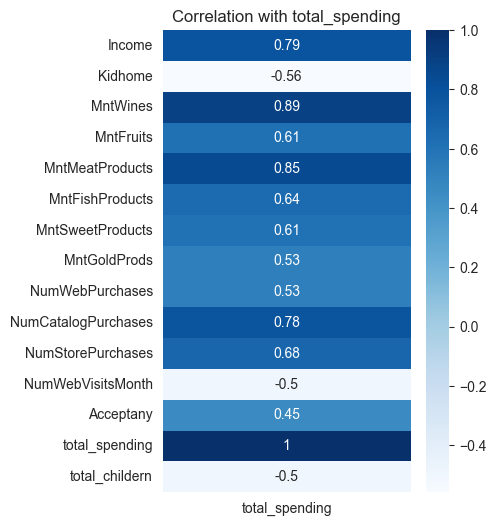 Correlation with total_spending
Income 0.79
Kidhome -0.56
MntWines 0.89
MntFruits 0.61
MntMeatProducts 0.85
MntFishProducts 0.64
MntSweetProducts 0.61
MntGoldProds 0.53
NumWebPurchases 0.53
NumCatalogPurchases 0.78
NumStorePurchases 0.68
NumWebVisitsMonth -0.5
Acceptany 0.45
total_spending 1
total_childern -0.5
total_spending
1.0
0.8
0.6
0.4
0.2
0.0
−0.2
−0.4